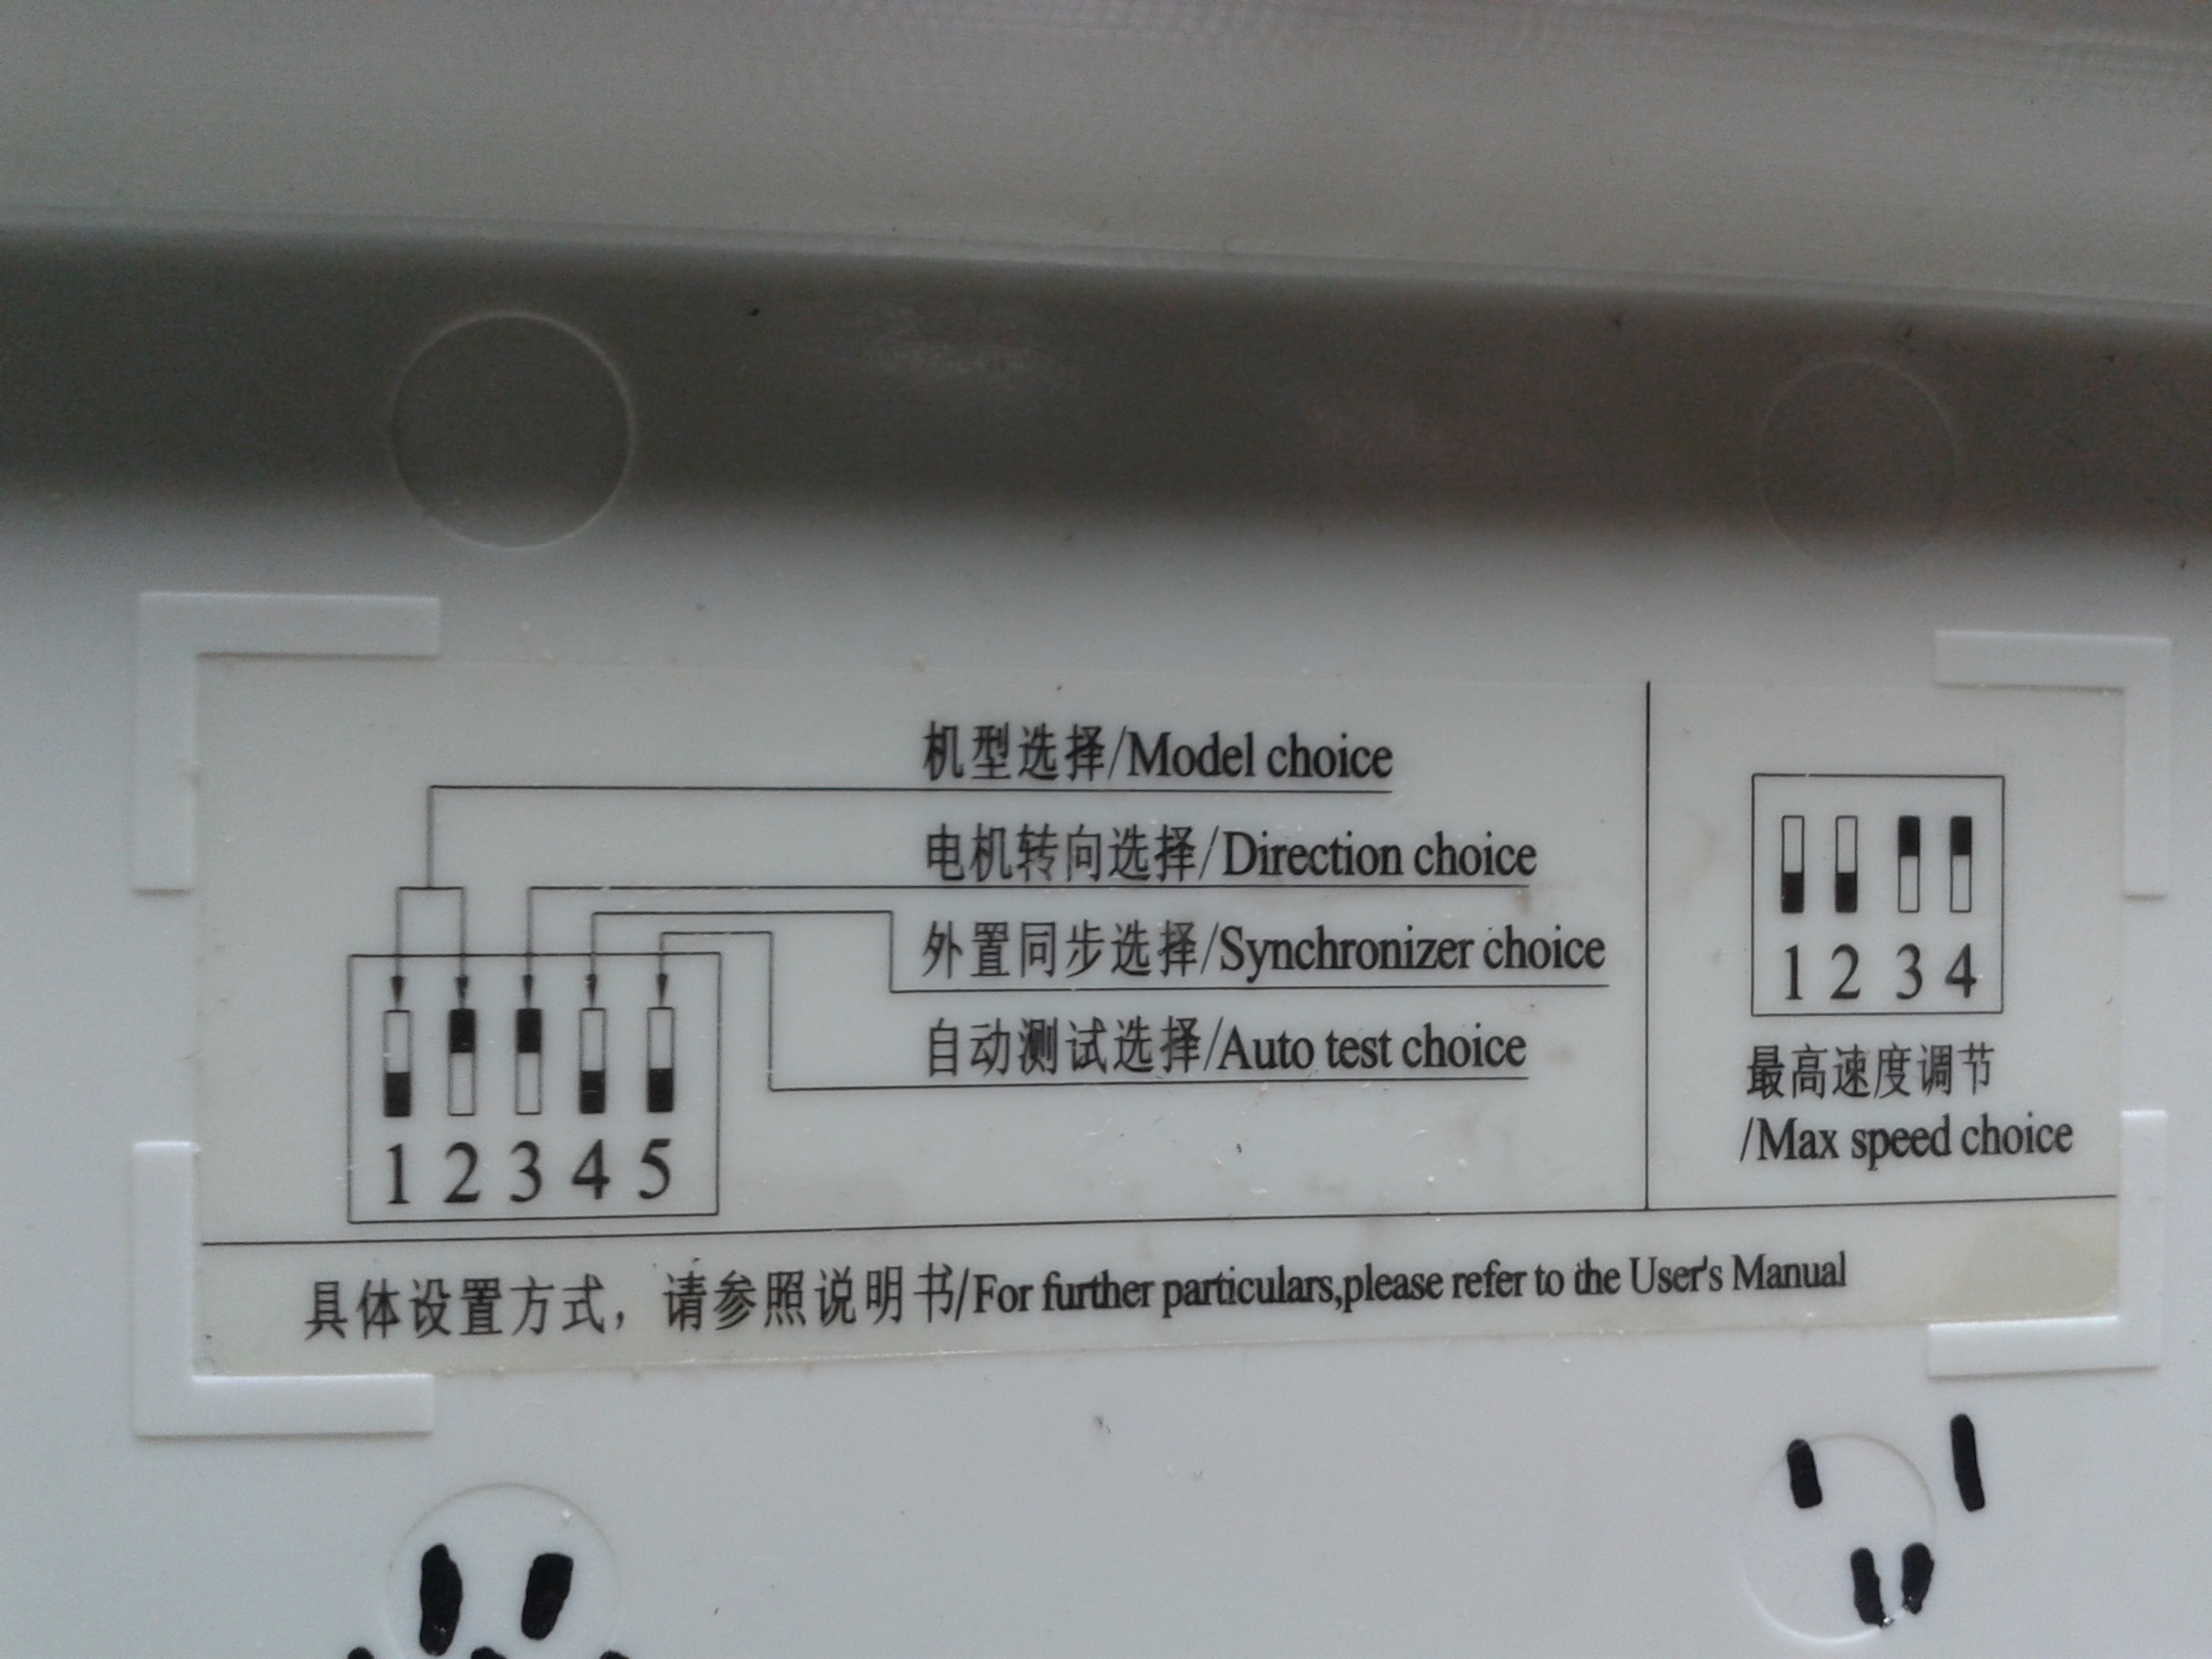 机型选择/Model choice
电机转向选择/Direction choice
外置同步选择/Synchronizer choice
自动测试选择/Auto test choice
1 2 3 4 5
1 2 3 4
最高速度调节
/Max speed choice
具体设置方式，请参照说明书/For further particulars,please refer to the User's Manual